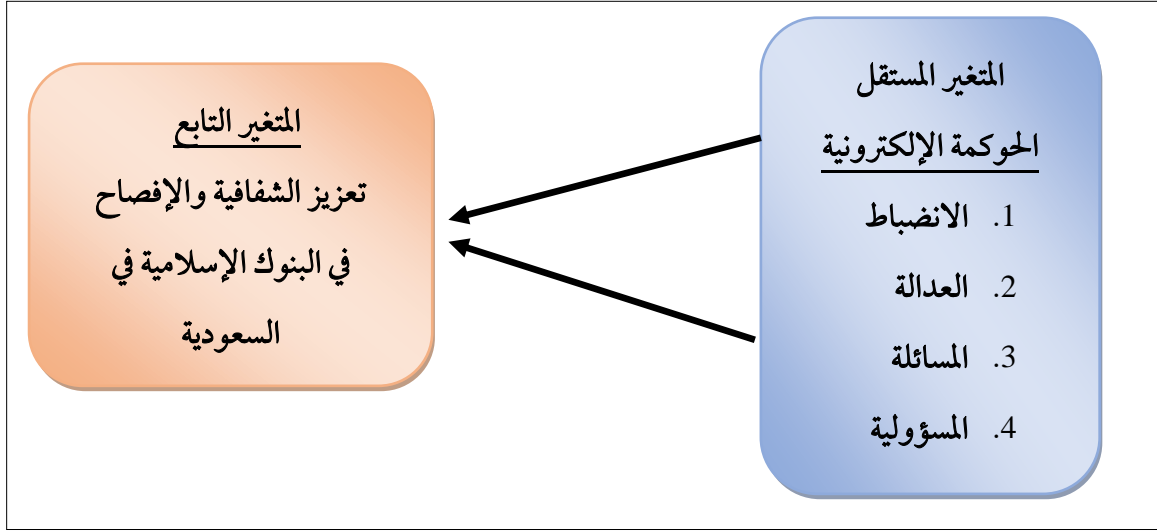 المتغير المستقل
الحوكمة الإلكترونية
1. الانضباط
2. العدالة
3. المسائلة
4. المسؤولية
المتغير التابع
تعزيز الشفافية والإفصاح
في البنوك الإسلامية في
السعودية